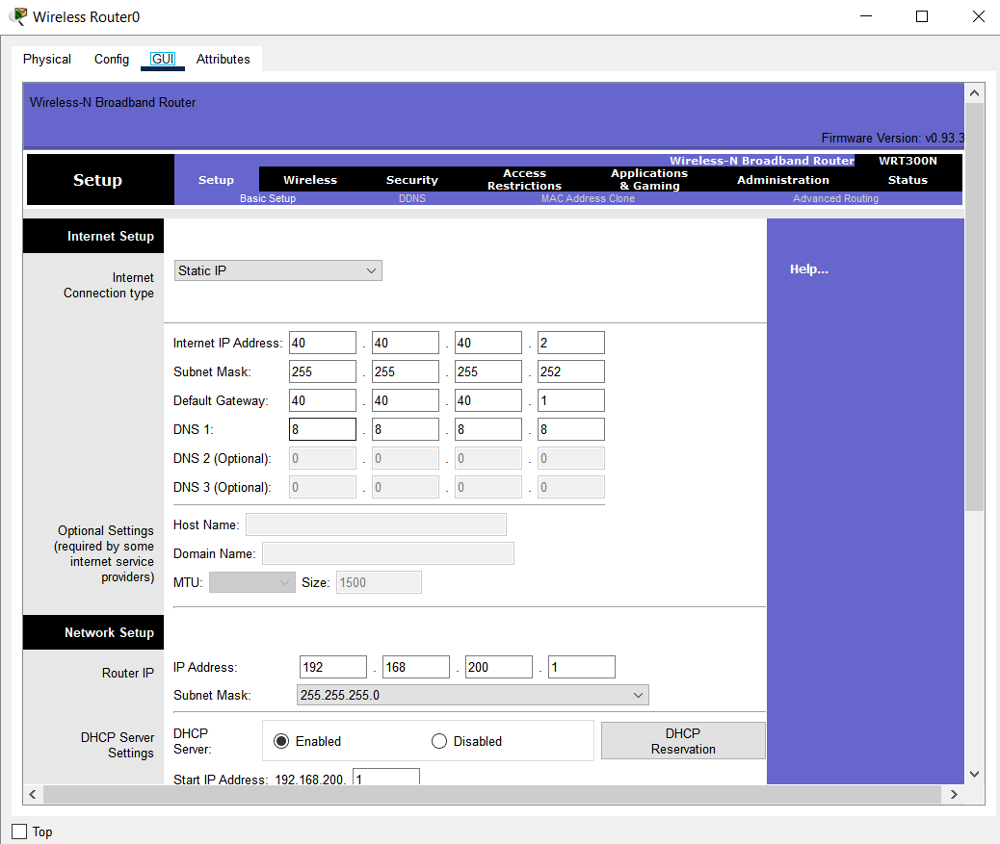 Wireless Router0
Physical Config GUI Attributes
Wireless-N Broadband Router
Firmware Version: v0.93.3
Wireless-N Broadband Router WRT300N
Setup Setup Wireless Security Access Restrictions Applications & Gaming Administration Status
Basic Setup DDNS MAC Address Clone Advanced Routing
Internet Setup
Help...
Internet
Connection type
Static IP
Internet IP Address: 40 . 40 . 40 . 2
Subnet Mask: 255 . 255 . 255 . 252
Default Gateway: 40 . 40 . 40 . 1
DNS 1: 8 . 8 . 8 . 8
DNS 2 (Optional): 0 . 0 . 0 . 0
DNS 3 (Optional): 0 . 0 . 0 . 0
Optional Settings
(required by some
internet service
providers)
Host Name:
Domain Name:
MTU: Size: 1500
Network Setup
Router IP
IP Address: 192 . 168 . 200 . 1
Subnet Mask: 255.255.255.0
DHCP Server
Settings
DHCP
Server:
Enabled Disabled
DHCP
Reservation
Start IP Address: 192.168.200. 1
Top